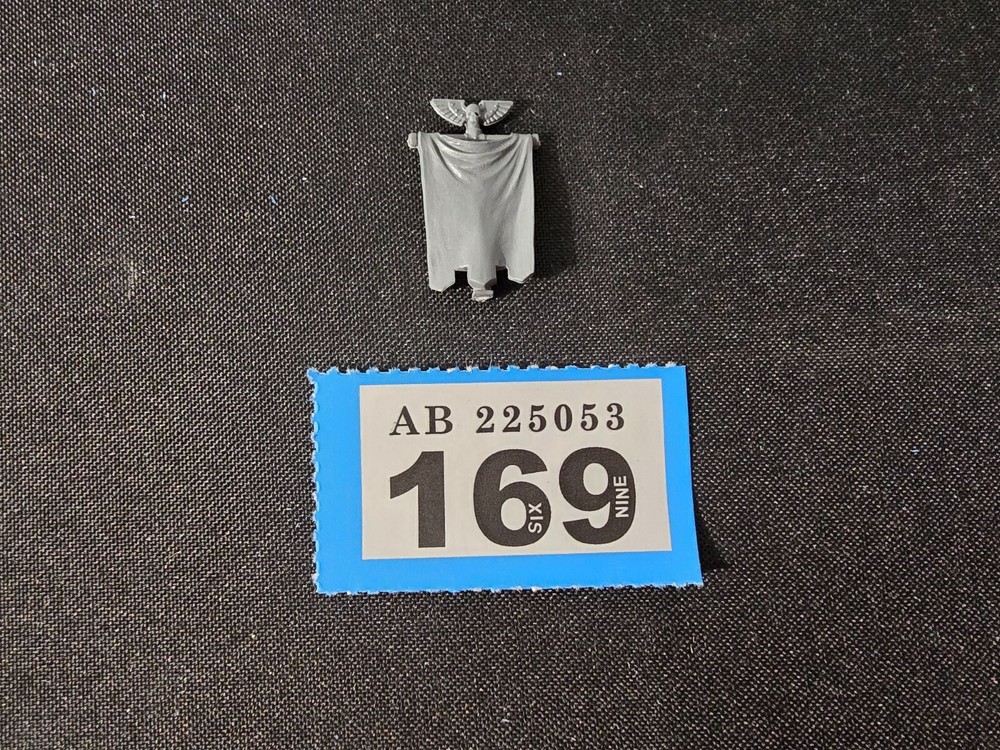 AB 225053
169
SIX
NINE